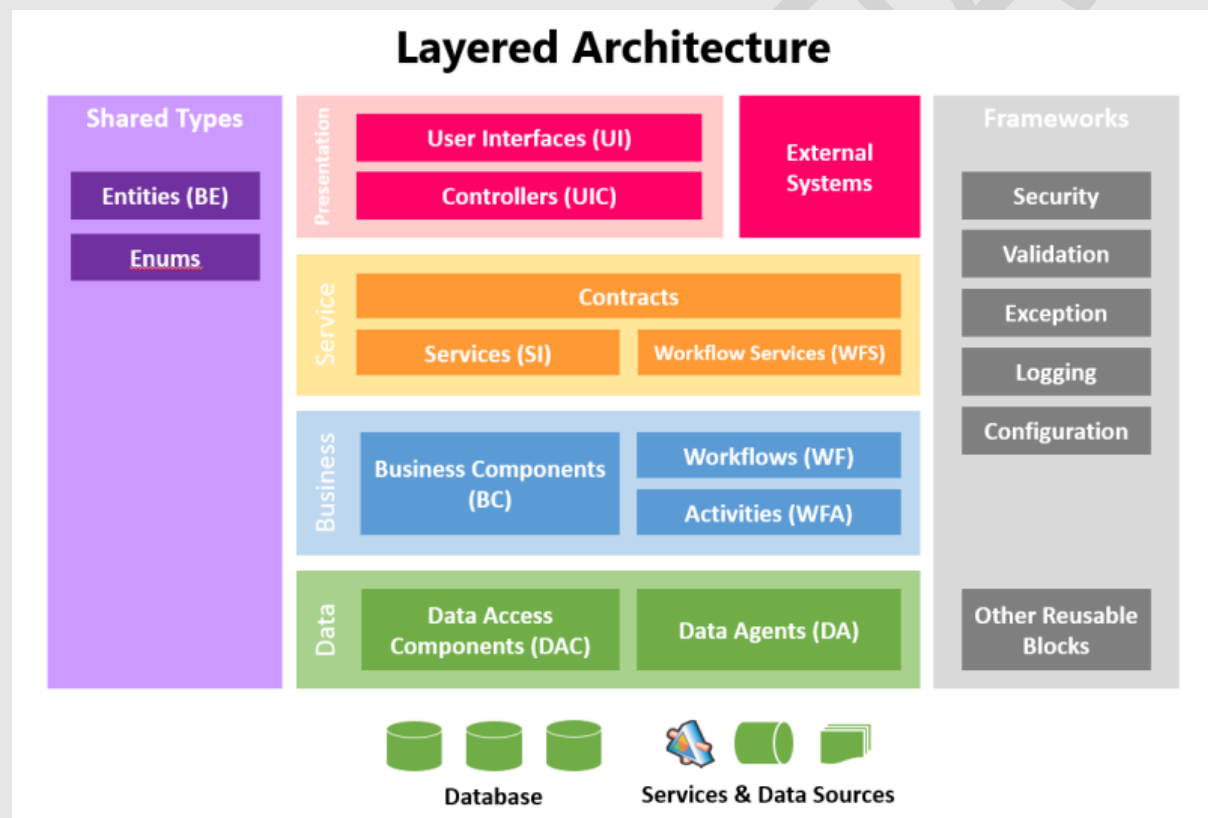 Layered Architecture
Shared Types
Entities (BE)
Enums
Presentation
User Interfaces (UI)
Controllers (UIC)
External
Systems
Service
Contracts
Services (SI)
Workflow Services (WFS)
Business
Business Components
(BC)
Workflows (WF)
Activities (WFA)
Data
Data Access
Components (DAC)
Data Agents (DA)
Frameworks
Security
Validation
Exception
Logging
Configuration
Other Reusable
Blocks
Database
Services & Data Sources